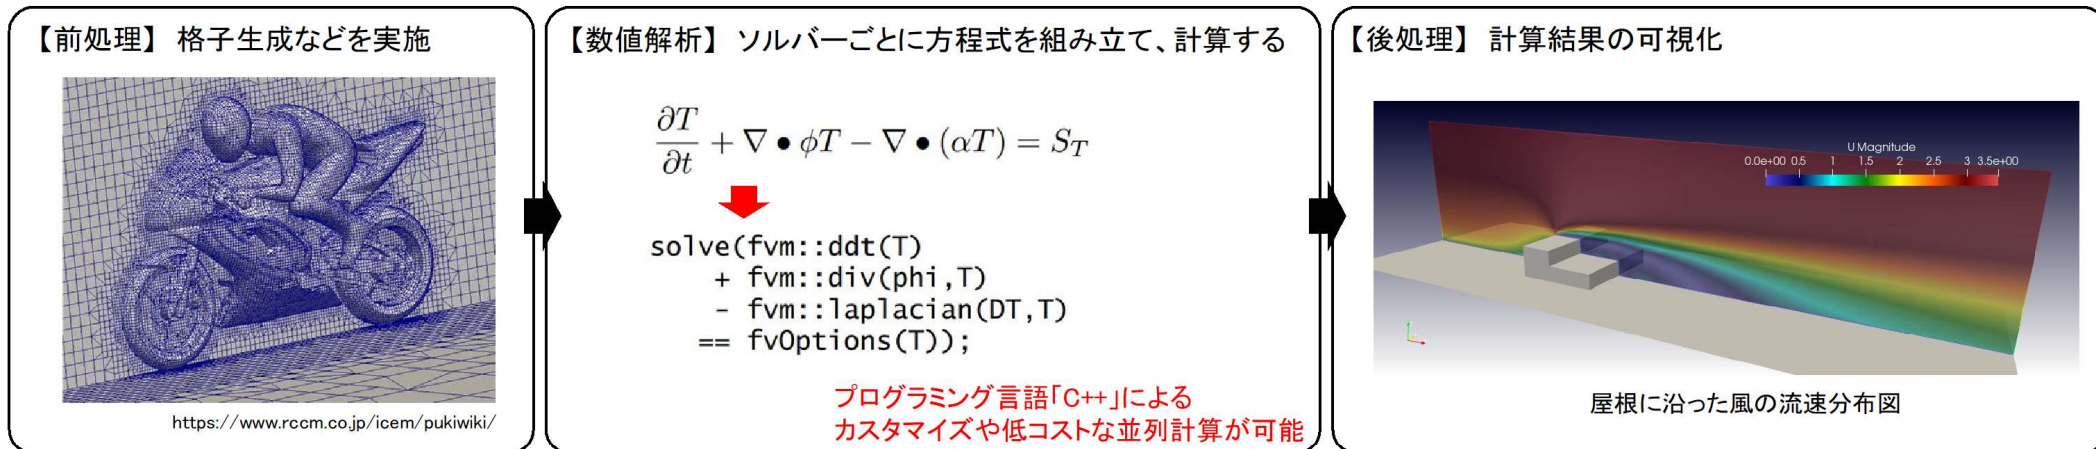 【前処理】 格子生成などを実施
https://www.rccm.co.jp/icem/pukiwiki/
【数値解析】 ソルバーごとに方程式を組み立て、計算する
∂T/∂t + ∇ • ϕT − ∇ • (αT) = S_T
solve(fvm::ddt(T)
+ fvm::div(phi,T)
- fvm::laplacian(DT,T)
== fvOptions(T));
プログラミング言語「C++」による
カスタマイズや低コストな並列計算が可能
【後処理】 計算結果の可視化
U Magnitude
0.0e+00 0.5 1 1.5 2 2.5 3 3.5e+00
屋根に沿った風の流速分布図